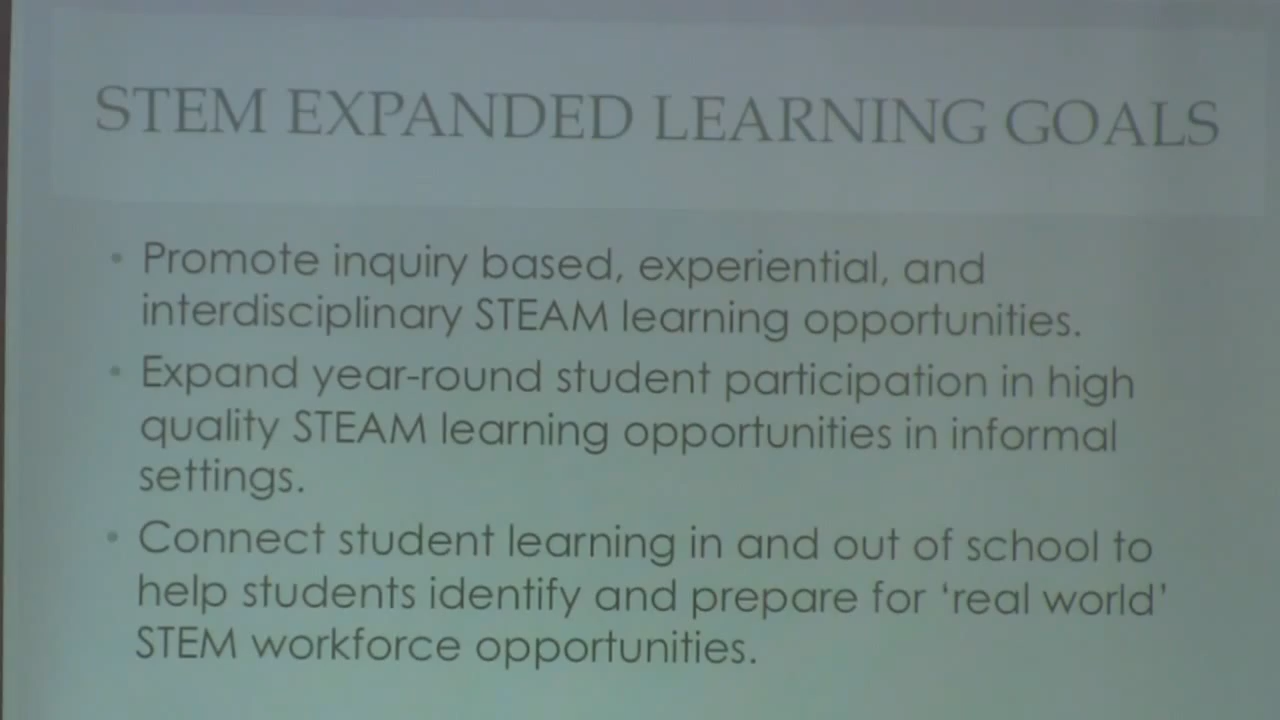 STEM EXPANDED LEARNING GOALS
• Promote inquiry based, experiential, and
interdisciplinary STEAM learning opportunities.
• Expand year-round student participation in high
quality STEAM learning opportunities in informal
settings.
• Connect student learning in and out of school to
help students identify and prepare for ‘real world’
STEM workforce opportunities.